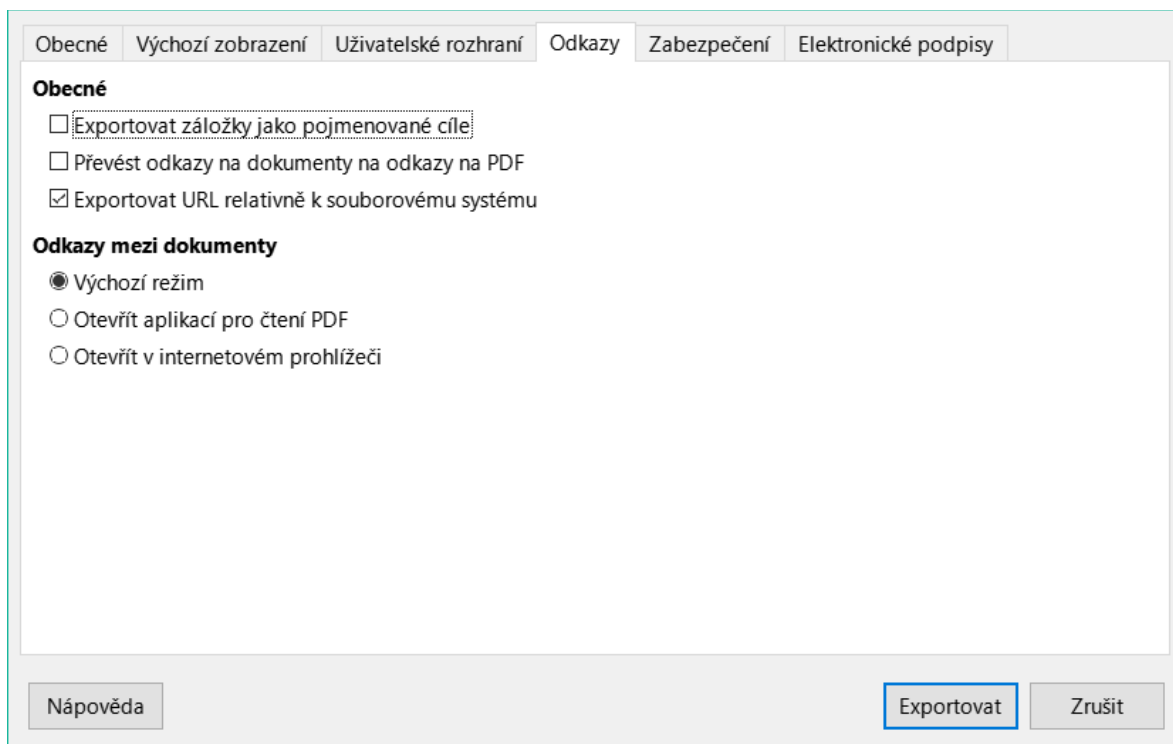 Obecné Výchozí zobrazení Uživatelské rozhraní Odkazy Zabezpečení Elektronické podpisy
Obecné
Exportovat záložky jako pojmenované cíle
Převést odkazy na dokumenty na odkazy na PDF
Exportovat URL relativně k souborovému systému
Odkazy mezi dokumenty
Výchozí režim
Otevřít aplikací pro čtení PDF
Otevřít v internetovém prohlížeči
Nápověda Exportovat Zrušit